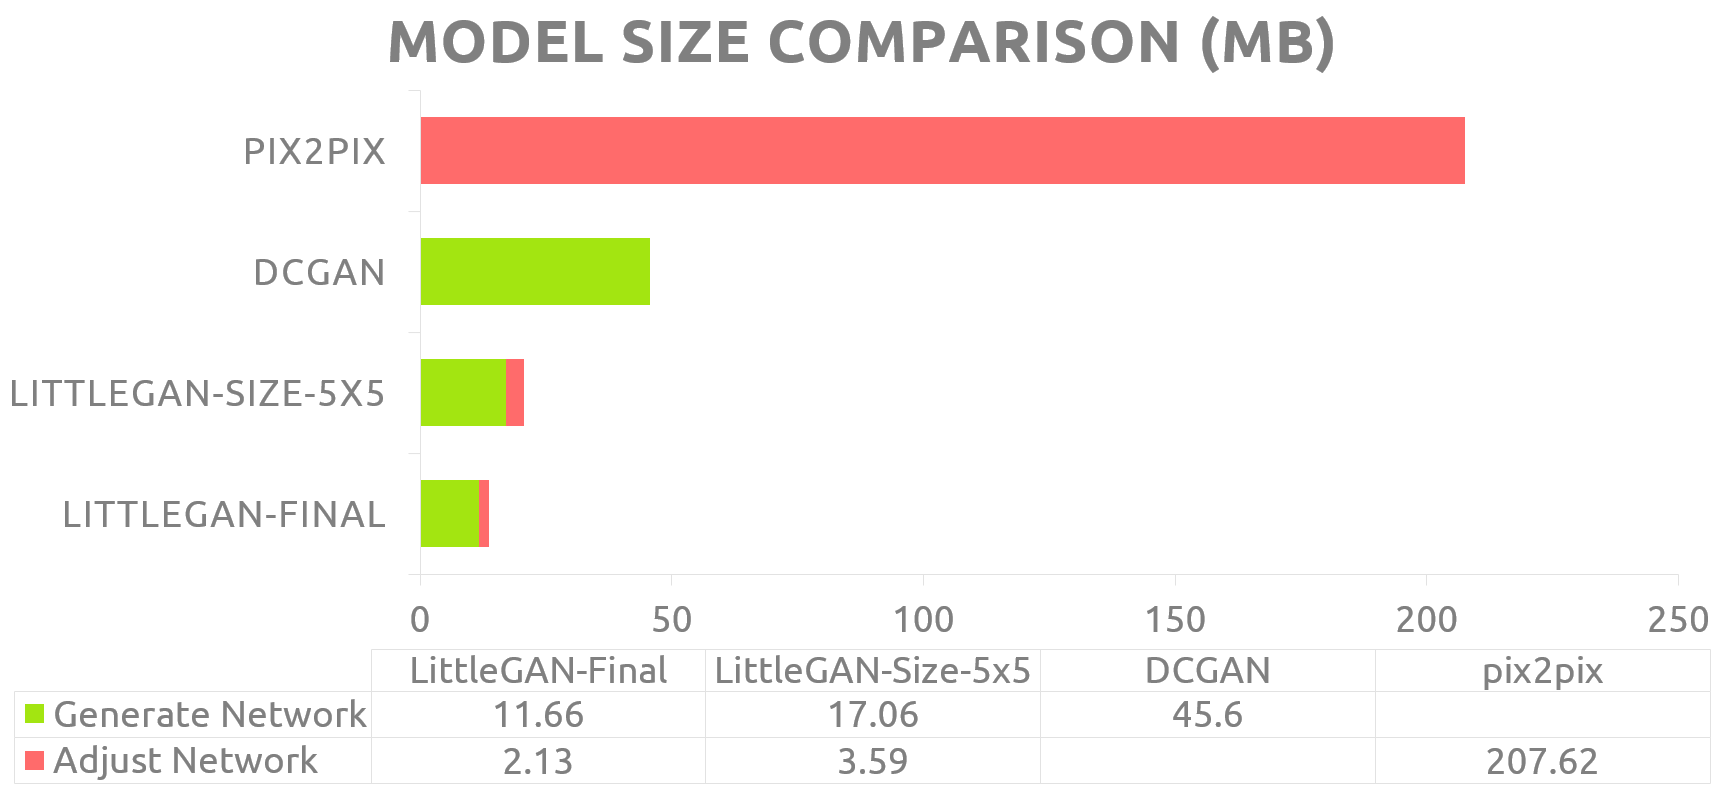 MODEL SIZE COMPARISON (MB)
PIX2PIX
DCGAN
LITTLEGAN-SIZE-5X5
LITTLEGAN-FINAL
0 50 100 150 200 250
LittleGAN-Final LittleGAN-Size-5x5 DCGAN pix2pix
Generate Network 11.66 17.06 45.6
Adjust Network 2.13 3.59 207.62